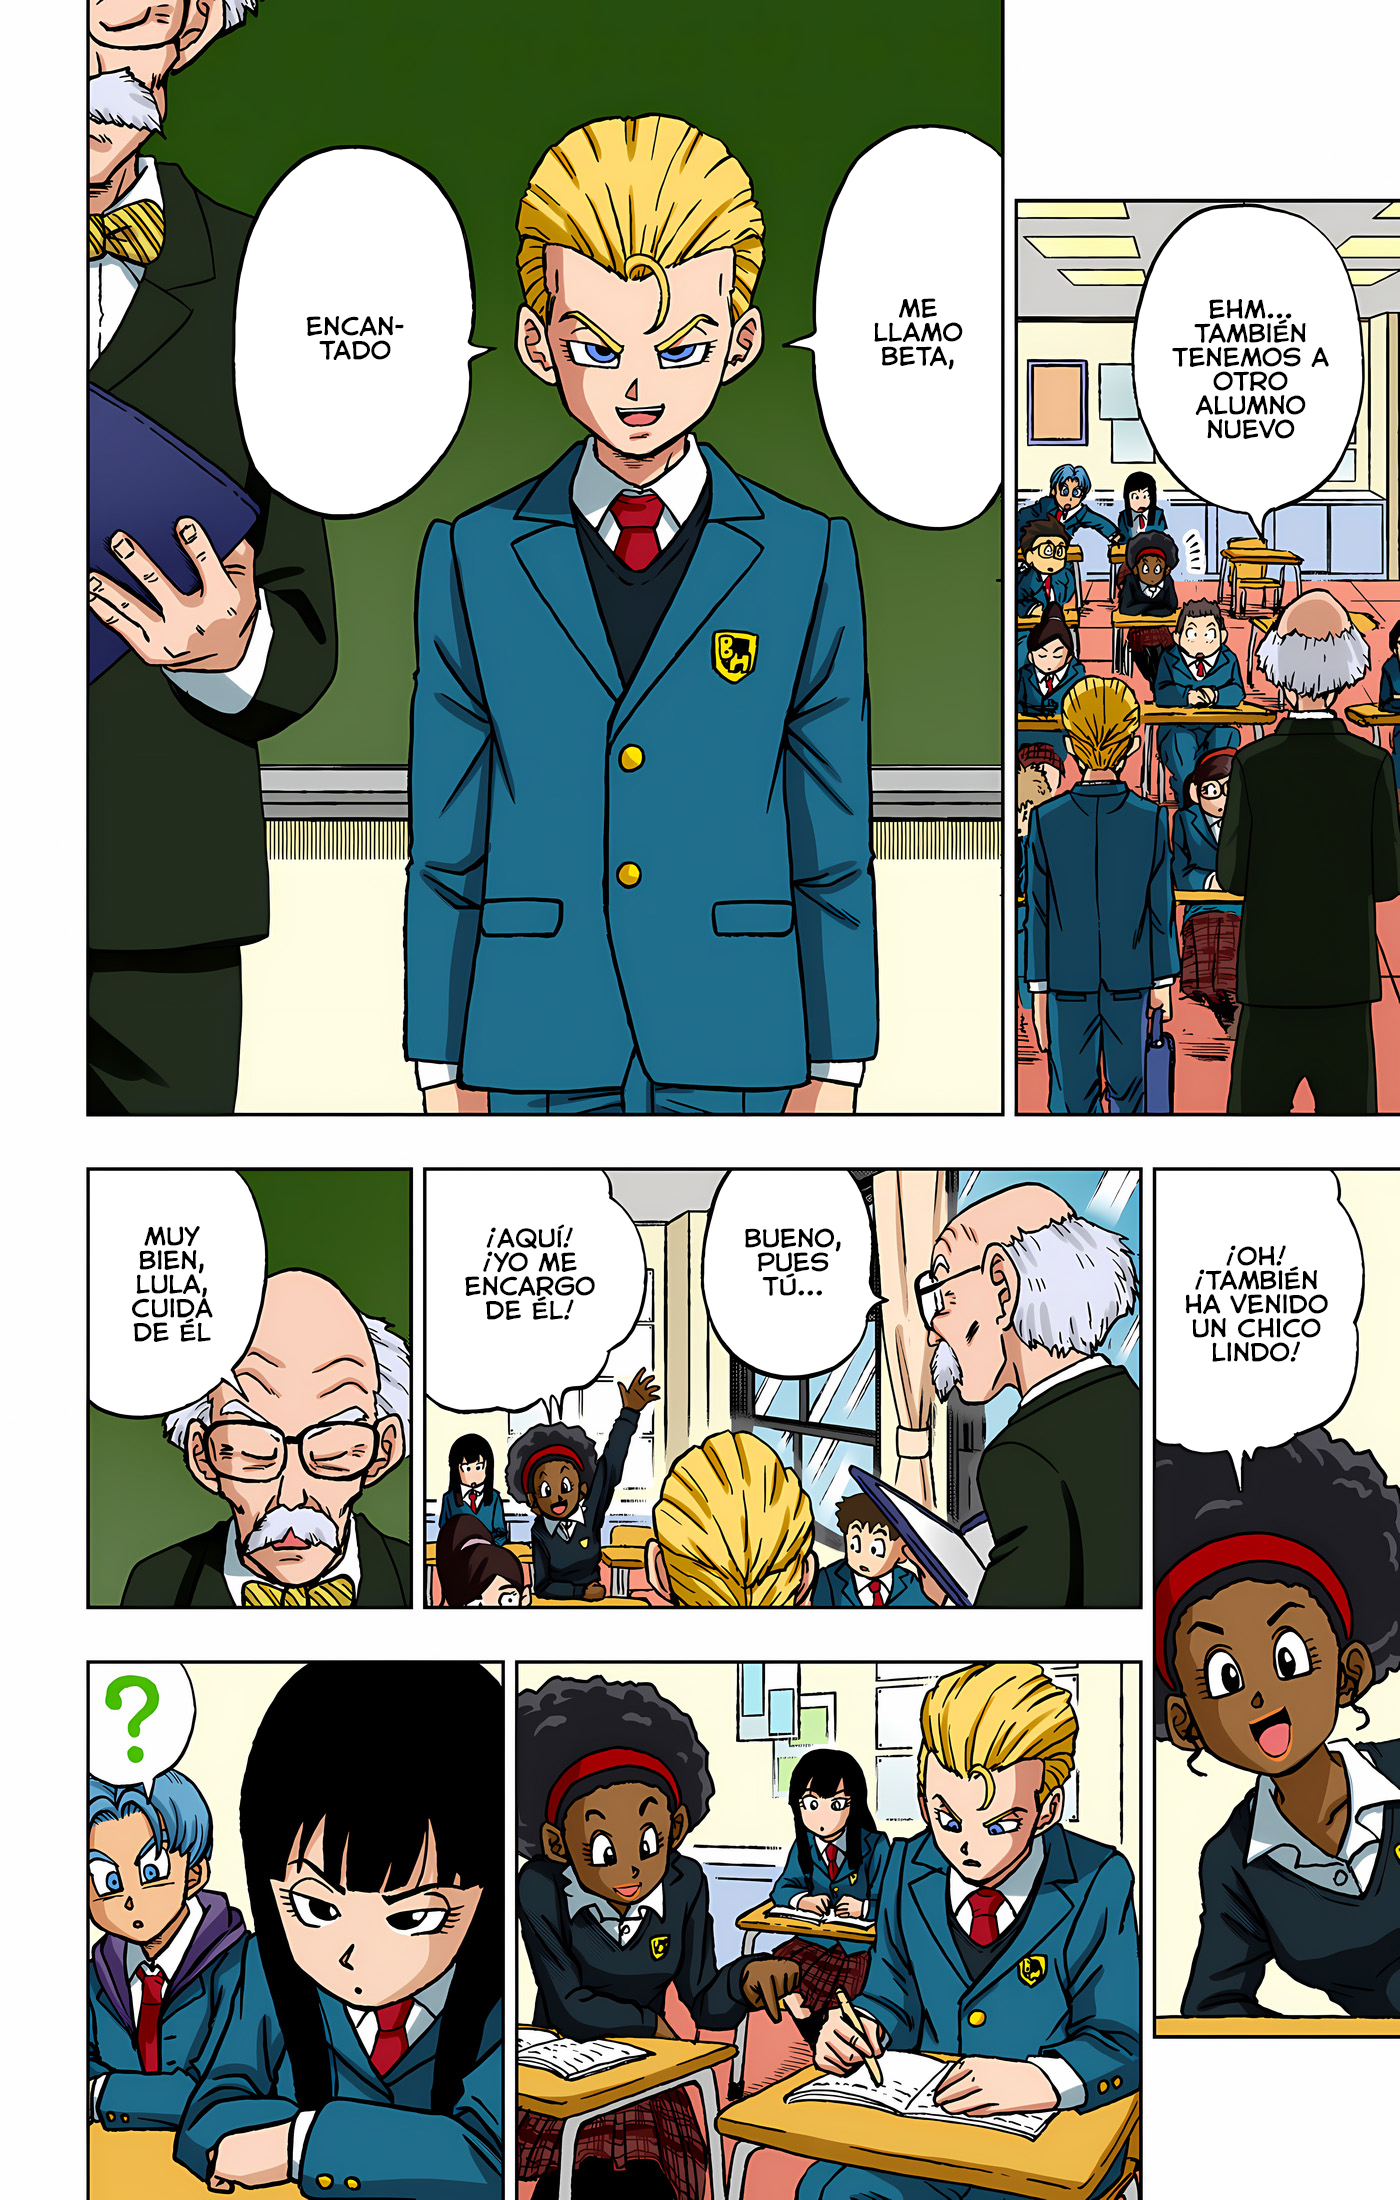 EHM...
TAMBIÉN
TENEMOS A
OTRO
ALUMNO
NUEVO
ME
LLAMO
BETA,
ENCAN-
TADO
BH
¡OH!
¡TAMBIÉN
HA VENIDO
UN CHICO
LINDO!
BUENO,
PUES
TÚ...
¡AQUÍ!
¡YO ME
ENCARGO
DE ÉL!
MUY
BIEN,
LULA,
CUIDA
DE ÉL
?